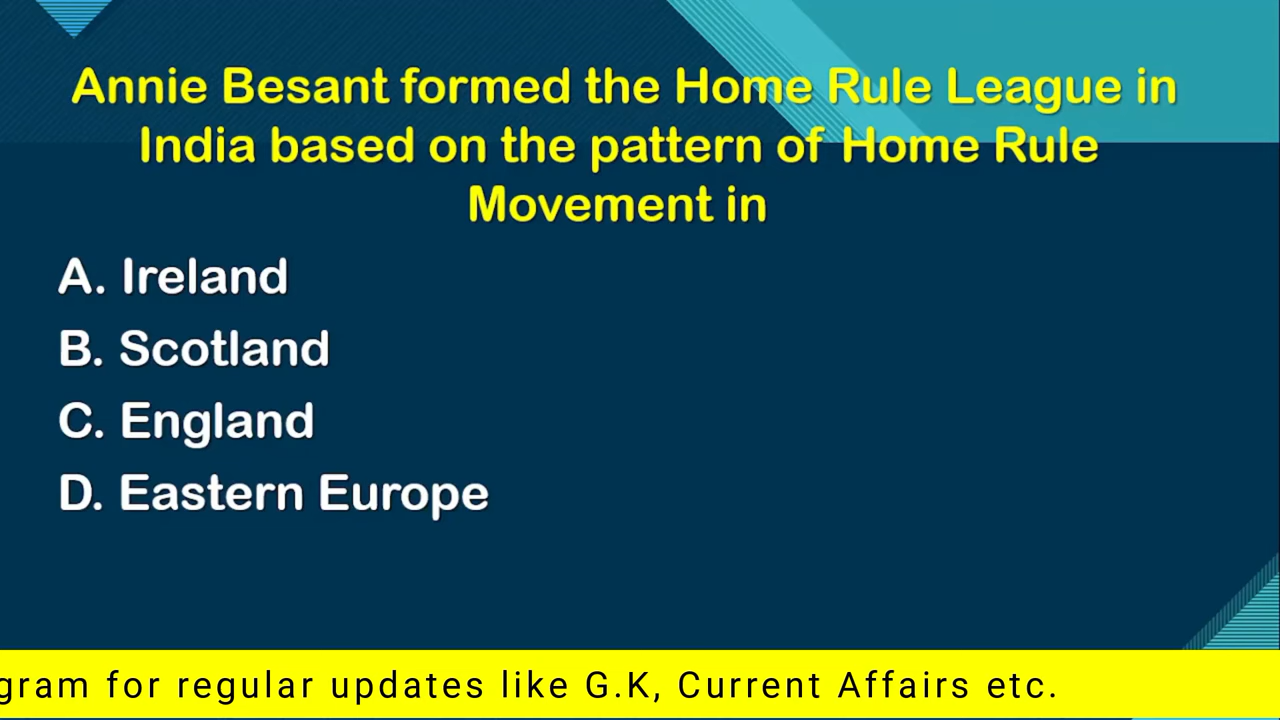 Annie Besant formed the Home Rule League in
India based on the pattern of Home Rule
Movement in
A. Ireland
B. Scotland
C. England
D. Eastern Europe
gram for regular updates like G.K, Current Affairs etc.